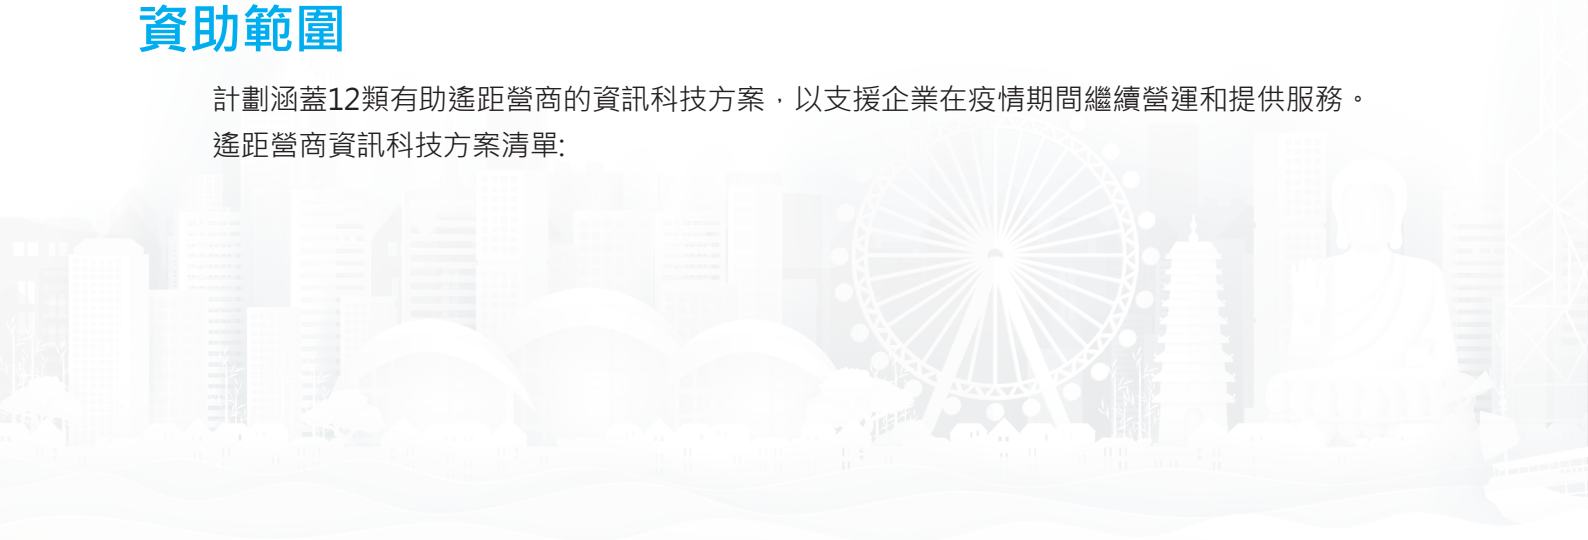 資助範圍
計劃涵蓋12類有助遙距營商的資訊科技方案，以支援企業在疫情期間繼續營運和提供服務。
遙距營商資訊科技方案清單: